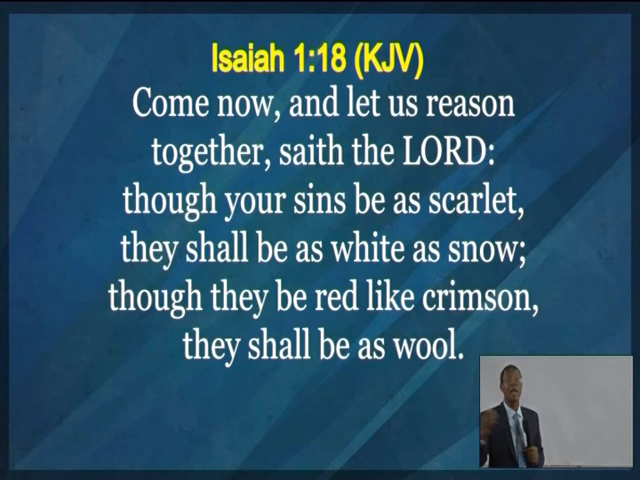 Isaiah 1:18 (KJV)
Come now, and let us reason
together, saith the LORD:
though your sins be as scarlet,
they shall be as white as snow;
though they be red like crimson,
they shall be as wool.